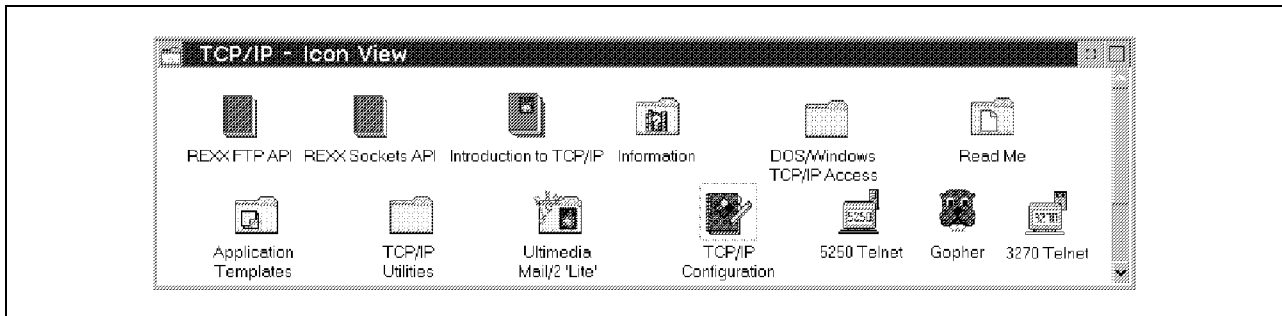 TCP/IP - Icon View
REXX FTP API REXX Sockets API Introduction to TCP/IP Information DOS/Windows Read Me
TCP/IP Access
5250 3270
Application TCP/IP Ultimedia TCP/IP 5250 Telnet Gopher 3270 Telnet
Templates Utilities Mail/2 'Lite' Configuration